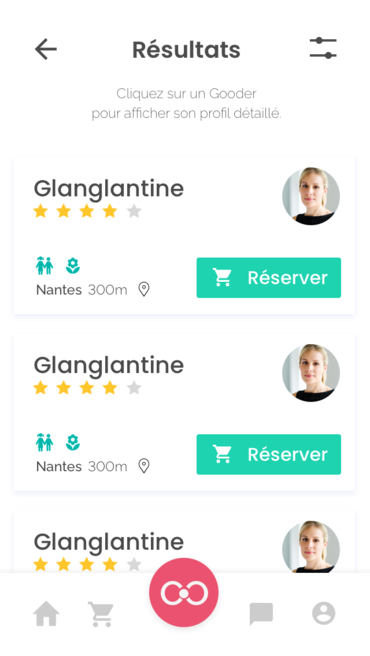 Résultats
Cliquez sur un Gooder
pour afficher son profil détaillé.
Glanglantine
Nantes 300m
Réserver
Glanglantine
Nantes 300m
Réserver
Glanglantine